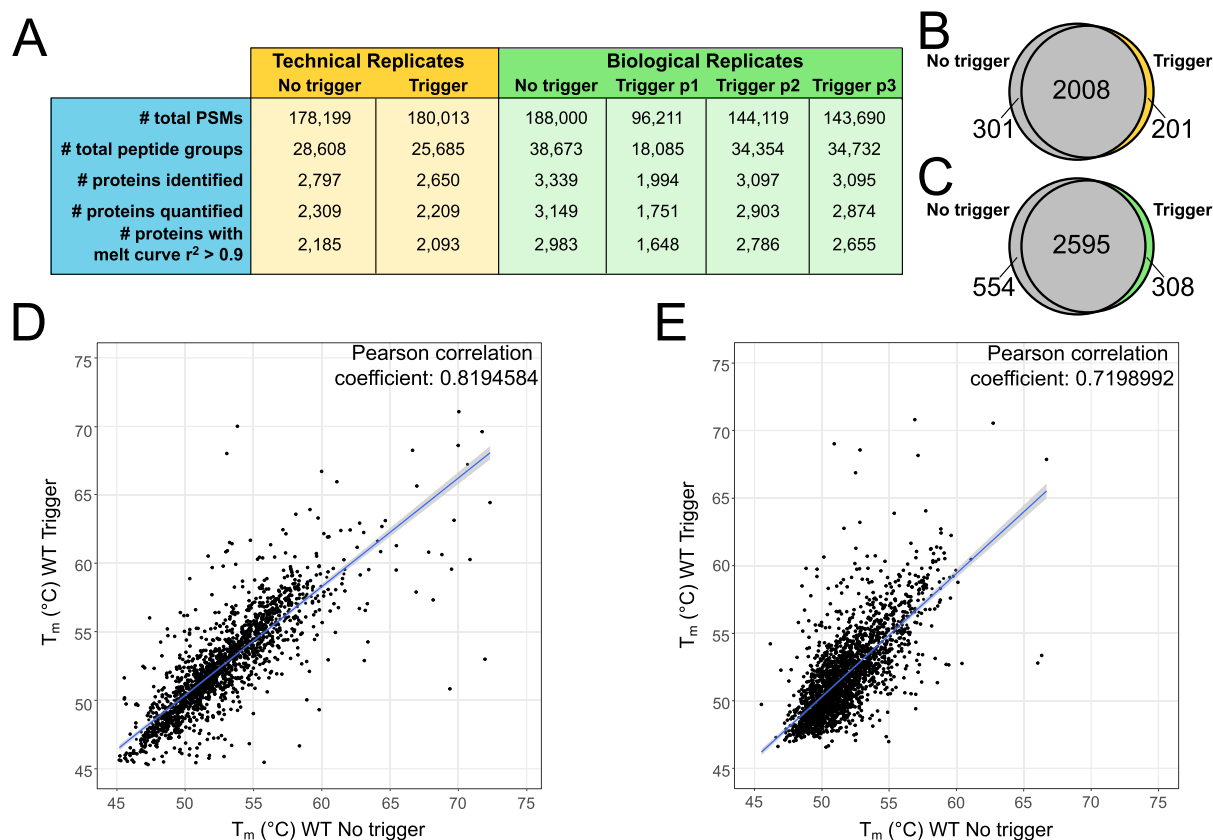 A
Technical Replicates Biological Replicates
No trigger Trigger No trigger Trigger p1 Trigger p2 Trigger p3
# total PSMs 178,199 180,013 188,000 96,211 144,119 143,690
# total peptide groups 28,608 25,685 38,673 18,085 34,354 34,732
# proteins identified 2,797 2,650 3,339 1,994 3,097 3,095
# proteins quantified 2,309 2,209 3,149 1,751 2,903 2,874
# proteins with
melt curve r² > 0.9 2,185 2,093 2,983 1,648 2,786 2,655
B
No trigger Trigger
2008
301 201
C
No trigger Trigger
2595
554 308
D
Pearson correlation
coefficient: 0.8194584
75
70
65
60
55
50
45
Tm (°C) WT Trigger
45 50 55 60 65 70 75
Tm (°C) WT No trigger
E
Pearson correlation
coefficient: 0.7198992
75
70
65
60
55
50
45
Tm (°C) WT Trigger
45 50 55 60 65 70 75
Tm (°C) WT No trigger